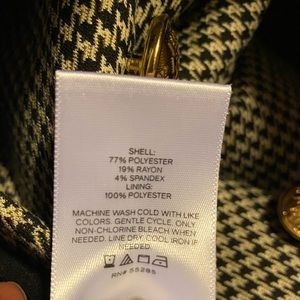 SHELL:
77% POLYESTER
19% RAYON
4% SPANDEX
LINING:
100% POLYESTER
MACHINE WASH COLD WITH LIKE
COLORS. GENTLE CYCLE. ONLY
NON-CHLORINE BLEACH WHEN
NEEDED. LINE DRY. COOL IRON IF
NEEDED
RN# 55285